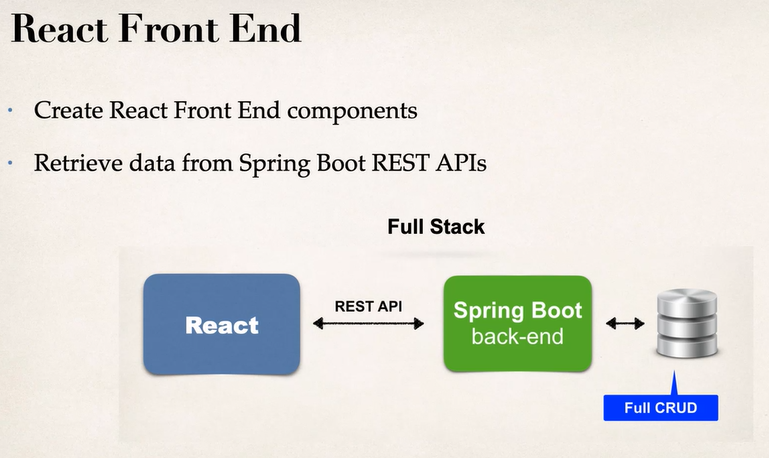 React Front End
• Create React Front End components
• Retrieve data from Spring Boot REST APIs
Full Stack
React
REST API
Spring Boot
back-end
Full CRUD